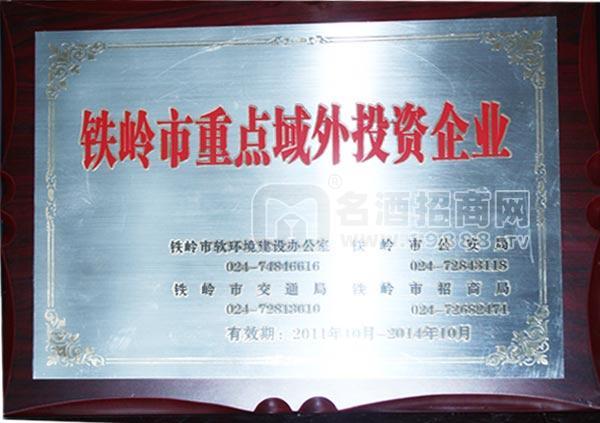 铁岭市重点域外投资企业
名酒招商网
®
9888.tv
铁岭市软环境建设办公室 铁岭市公安局
024-74846616 024-72843118
铁岭市交通局 铁岭市招商局
024-72813610 024-72682471
有效期：2011年10月-2014年10月